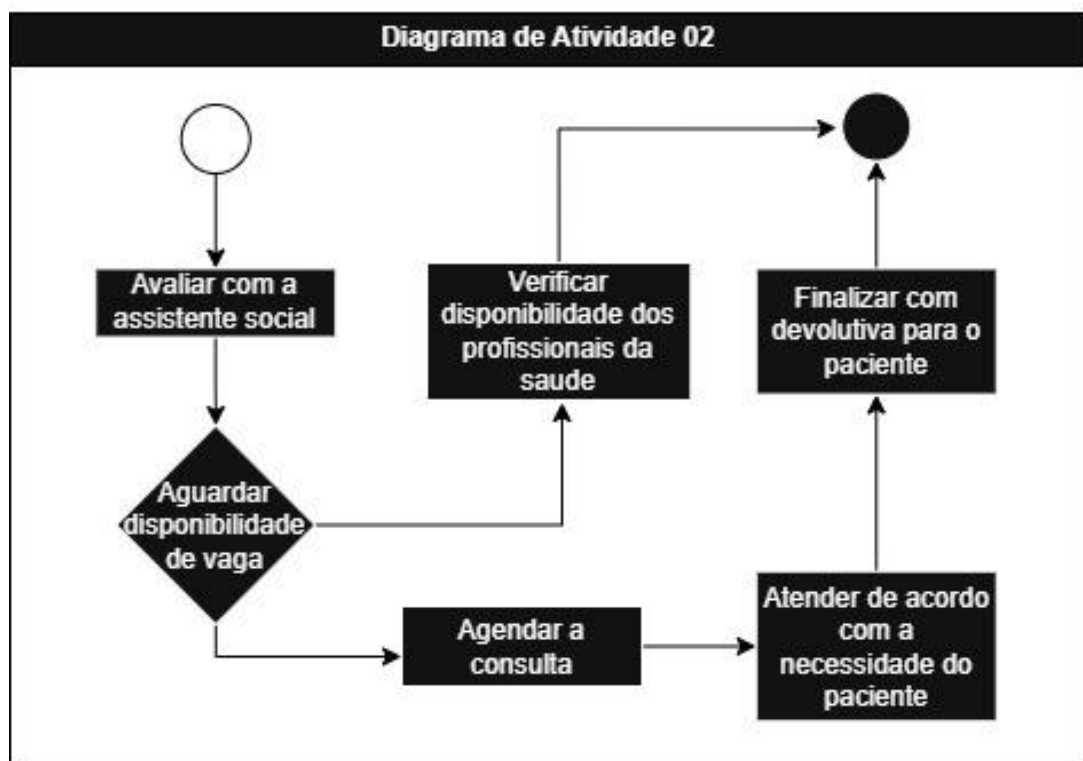 Diagrama de Atividade 02
Avaliar com a
assistente social
Verificar
disponibilidade dos
profissionais da
saude
Finalizar com
devolutiva para o
paciente
Aguardar
disponibilidade
de vaga
Agendar a
consulta
Atender de acordo
com a
necessidade do
paciente